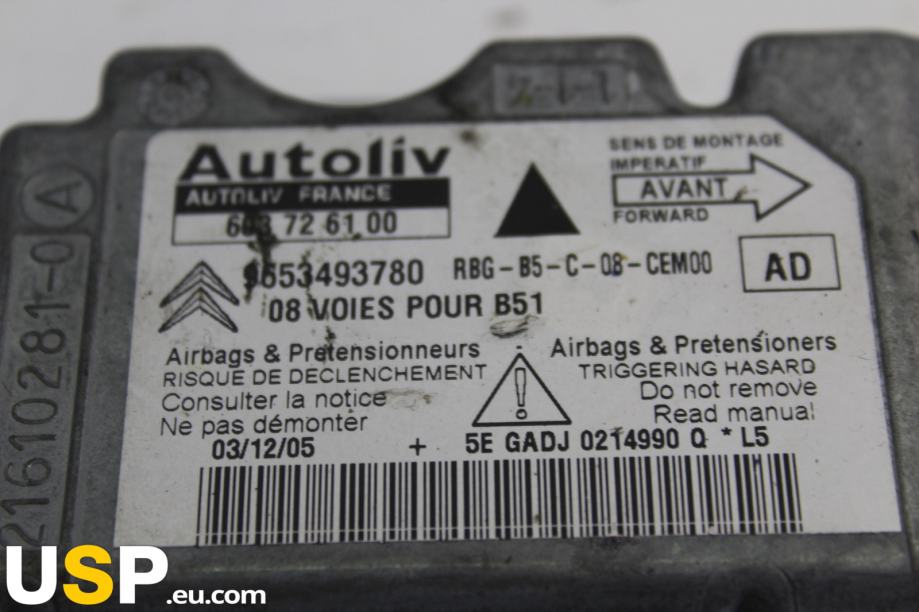 Autoliv
AUTOLIV FRANCE
603 72 61 00
SENS DE MONTAGE
IMPERATIF
AVANT
FORWARD
9653493780 RBG-B5-C-08-CEM00 AD
08 VOIES POUR B51
Airbags & Pretensionneurs
RISQUE DE DECLENCHEMENT
Consulter la notice
Ne pas démonter
Airbags & Pretensioners
TRIGGERING HASARD
Do not remove
Read manual
03/12/05 + 5E GADJ 0214990 Q * L5
21610281-0 A
USP.eu.com